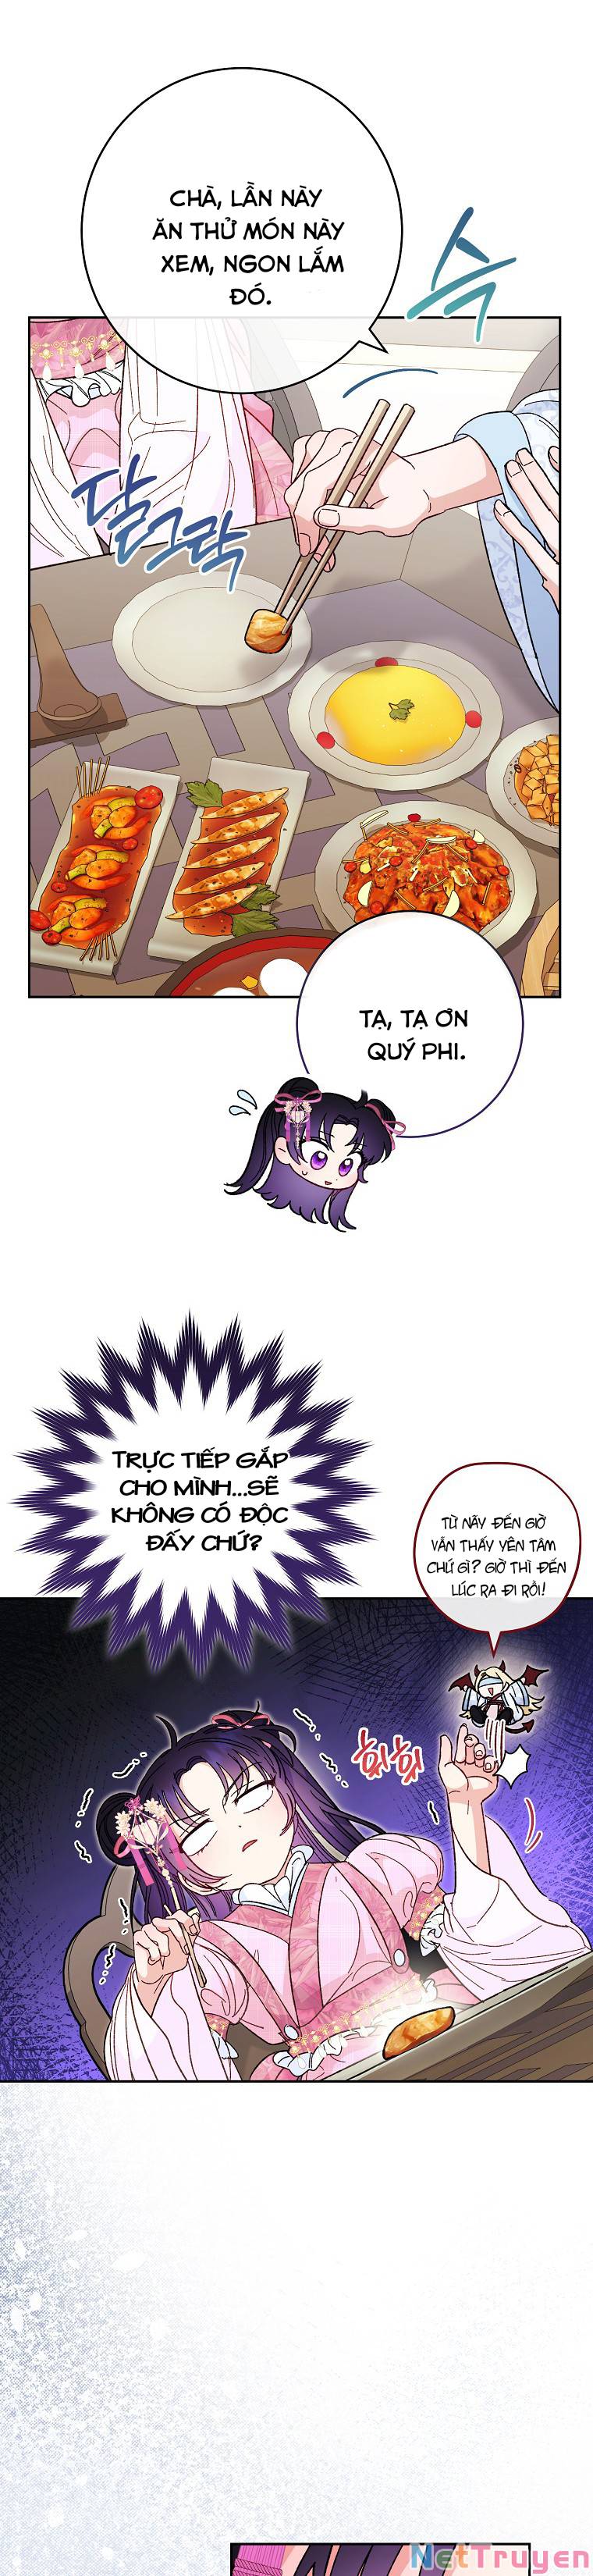 CHÀ, LẦN NÀY
ĂN THỬ MÓN NÀY
XEM, NGON LẮM
ĐÓ.
슥
달그락
TẠ, TẠ ƠN
QUÝ PHI.
TRỰC TIẾP GẮP
CHO MÌNH...SẼ
KHÔNG CÓ ĐỘC
ĐẤY CHỨ?
TỪ NÃY ĐẾN GIỜ
VẪN THẤY YÊN TÂM
CHỨ GÌ? GIỜ THÌ ĐẾN
LÚC RA ĐI RỒI!
휘휘
NetTruyen